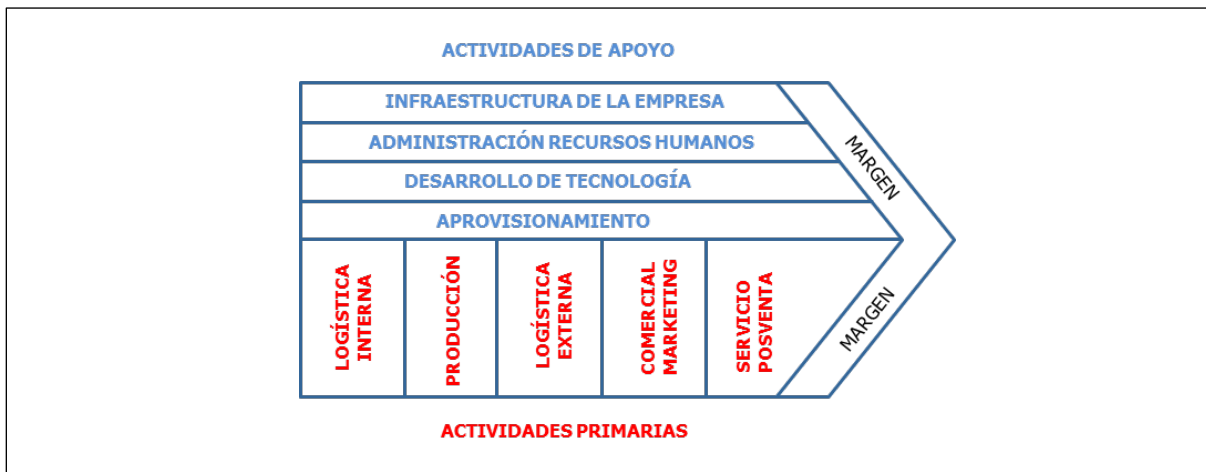 ACTIVIDADES DE APOYO
INFRAESTRUCTURA DE LA EMPRESA
ADMINISTRACIÓN RECURSOS HUMANOS
DESARROLLO DE TECNOLOGÍA
APROVISIONAMIENTO
MARGEN
LOGÍSTICA
INTERNA
PRODUCCIÓN
LOGÍSTICA
EXTERNA
COMERCIAL
MARKETING
SERVICIO
POSVENTA
MARGEN
ACTIVIDADES PRIMARIAS